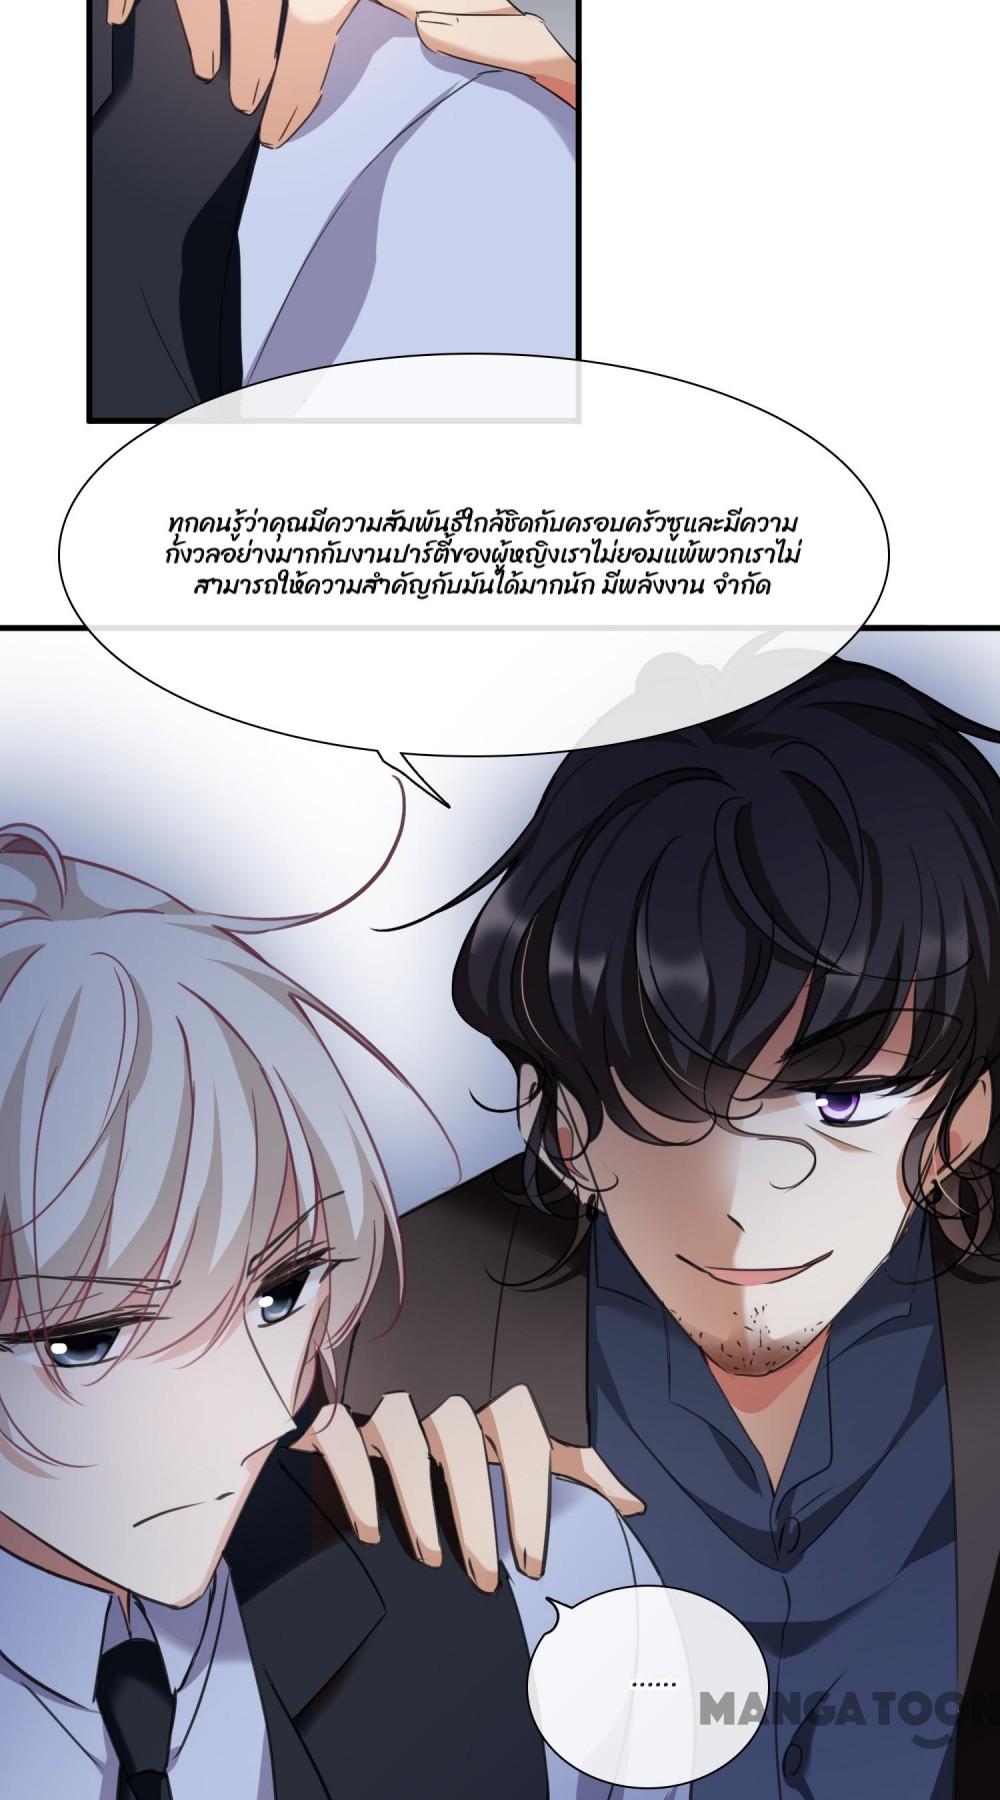 ทุกคนรู้ว่าคุณมีความสัมพันธ์ใกล้ชิดกับครอบครัวซูและมีความ
กังวลอย่างมากกับงานปาร์ตี้ของผู้หญิงเราไม่ยอมแพ้พวกเราไม่
สามารถให้ความสำคัญกับมันได้มากนัก มีพลังงาน จำกัด
......
MANGATOON